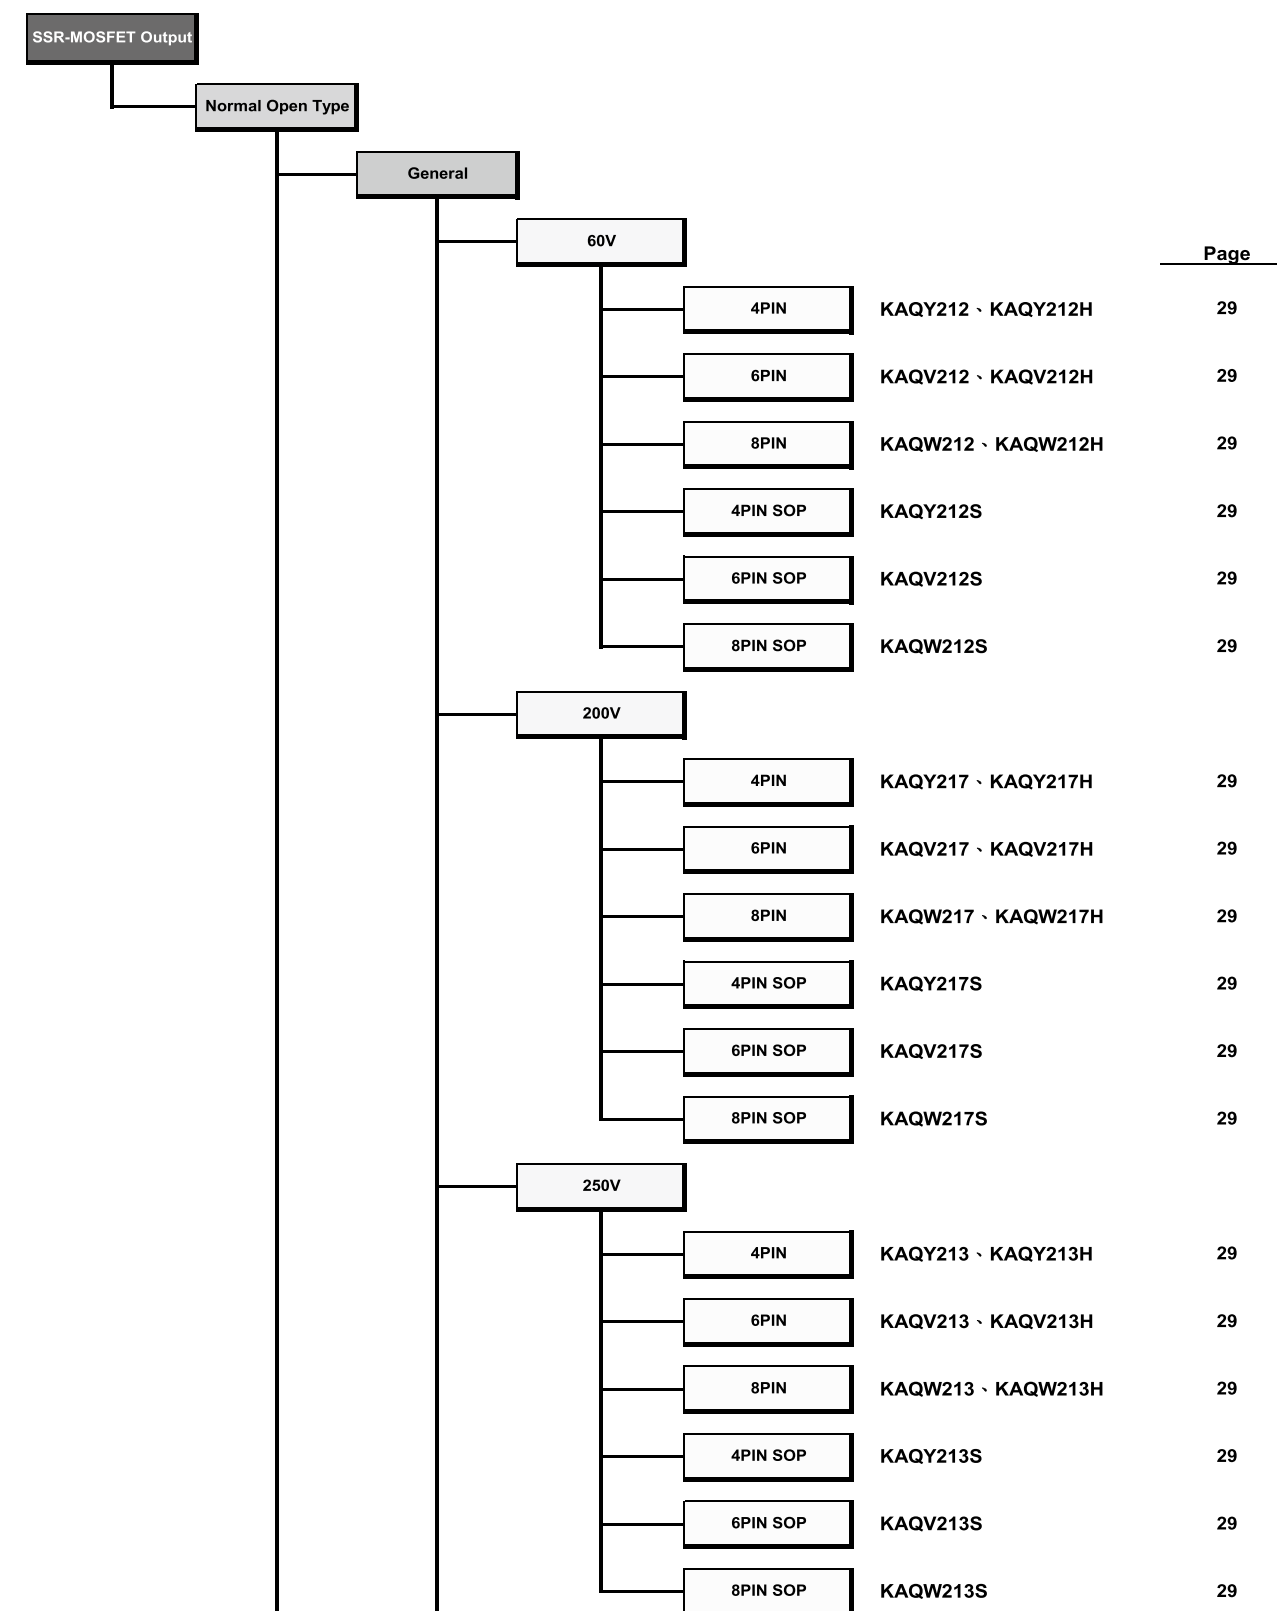 SSR-MOSFET Output
Normal Open Type
General
60V
Page
4PIN KAQY212、KAQY212H 29
6PIN KAQV212、KAQV212H 29
8PIN KAQW212、KAQW212H 29
4PIN SOP KAQY212S 29
6PIN SOP KAQV212S 29
8PIN SOP KAQW212S 29
200V
4PIN KAQY217、KAQY217H 29
6PIN KAQV217、KAQV217H 29
8PIN KAQW217、KAQW217H 29
4PIN SOP KAQY217S 29
6PIN SOP KAQV217S 29
8PIN SOP KAQW217S 29
250V
4PIN KAQY213、KAQY213H 29
6PIN KAQV213、KAQV213H 29
8PIN KAQW213、KAQW213H 29
4PIN SOP KAQY213S 29
6PIN SOP KAQV213S 29
8PIN SOP KAQW213S 29